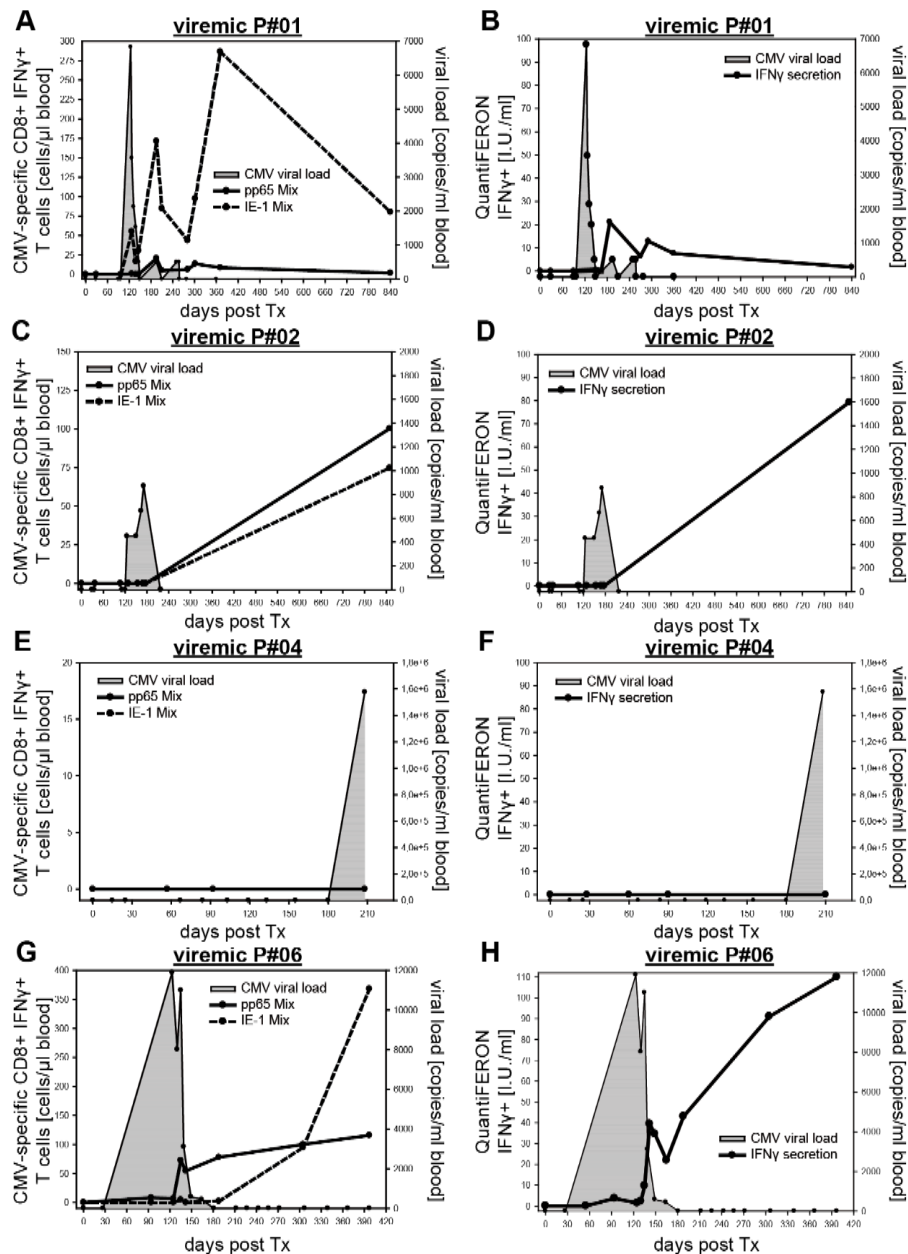 A
viremic P#01
CMV-specific CD8+ IFNγ+
T cells [cells/µl blood]
300
275
250
225
200
175
150
125
100
75
50
25
0
7000
6000
5000
4000
3000
2000
1000
0
viral load [copies/ml blood]
CMV viral load
pp65 Mix
IE-1 Mix
0 60 120 180 240 300 360 420 480 540 600 660 720 780 840
days post Tx
B
viremic P#01
QuantiFERON
IFNγ+ [I.U./ml]
100
90
80
70
60
50
40
30
20
10
0
7000
6000
5000
4000
3000
2000
1000
0
viral load [copies/ml blood]
CMV viral load
IFNγ secretion
0 60 120 180 240 300 360 420 480 540 600 660 720 780 840
days post Tx
C
viremic P#02
CMV-specific CD8+ IFNγ+
T cells [cells/µl blood]
150
125
100
75
50
25
0
2000
1800
1600
1400
1200
1000
800
600
400
200
0
viral load [copies/ml blood]
CMV viral load
pp65 Mix
IE-1 Mix
0 60 120 180 240 300 360 420 480 540 600 660 720 780 840
days post Tx
D
viremic P#02
QuantiFERON
IFNγ+ [I.U./ml]
100
90
80
70
60
50
40
30
20
10
0
2000
1800
1600
1400
1200
1000
800
600
400
200
0
viral load [copies/ml blood]
CMV viral load
IFNγ secretion
0 60 120 180 240 300 360 420 480 540 600 660 720 780 840
days post Tx
E
viremic P#04
CMV-specific CD8+ IFNγ+
T cells [cells/µl blood]
20
15
10
5
0
1,8e+6
1,6e+6
1,4e+6
1,2e+6
1,0e+6
8,0e+5
6,0e+5
4,0e+5
2,0e+5
0,0
viral load [copies/ml blood]
CMV viral load
pp65 Mix
IE-1 Mix
0 30 60 90 120 150 180 210
days post Tx
F
viremic P#04
QuantiFERON
IFNγ+ [I.U./ml]
100
90
80
70
60
50
40
30
20
10
0
1,8e+6
1,6e+6
1,4e+6
1,2e+6
1,0e+6
8,0e+5
6,0e+5
4,0e+5
2,0e+5
0,0
viral load [copies/ml blood]
CMV viral load
IFNγ secretion
0 30 60 90 120 150 180 210
days post Tx
G
viremic P#06
CMV-specific CD8+ IFNγ+
T cells [cells/µl blood]
400
350
300
250
200
150
100
50
0
12000
10000
8000
6000
4000
2000
0
viral load [copies/ml blood]
CMV viral load
pp65 Mix
IE-1 Mix
0 30 60 90 120 150 180 210 240 270 300 330 360 390 420
days post Tx
H
viremic P#06
QuantiFERON
IFNγ+ [I.U./ml]
110
100
90
80
70
60
50
40
30
20
10
0
12000
10000
8000
6000
4000
2000
0
viral load [copies/ml blood]
CMV viral load
IFNγ secretion
0 30 60 90 120 150 180 210 240 270 300 330 360 390 420
days post Tx